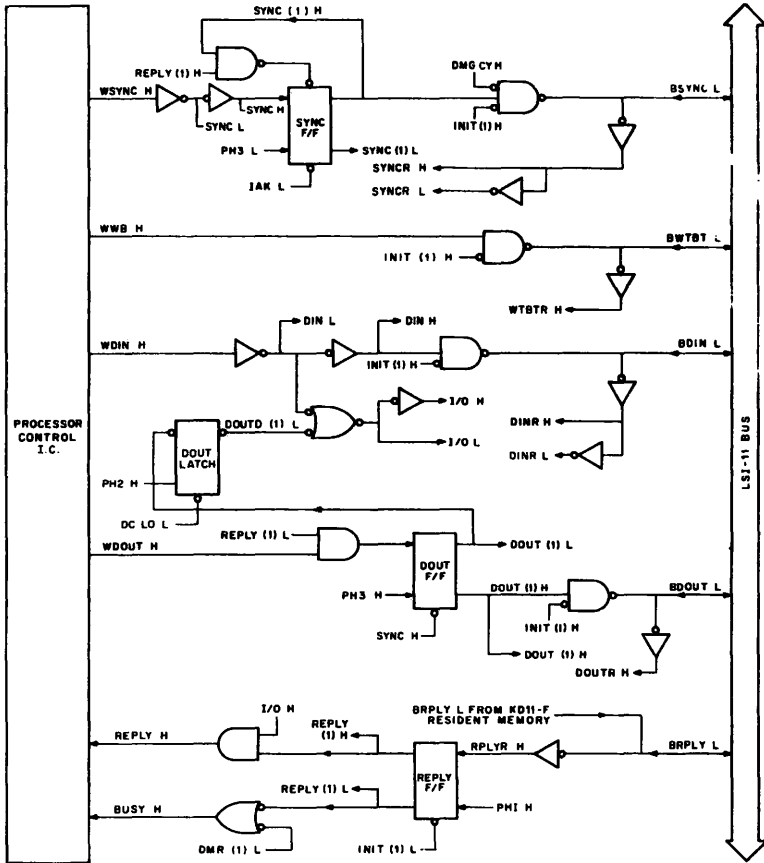 SYNC (1) H
REPLY (1) H
WSYNC H
SYNC L
SYNC H
SYNC F/F
PH3 L
IAK L
SYNC (1) L
DMG CY H
INIT (1) H
BSYNC L
SYNCR H
SYNCR L
WWB H
INIT (1) H
BWTBT L
WTBTR H
DIN L
DIN H
WDIN H
INIT (1) H
BDIN L
I/O H
I/O L
DINR H
DINR L
PROCESSOR CONTROL I.C.
LSI-11 BUS
DOUTD (1) L
DOUT LATCH
PH2 H
DC LO L
REPLY (1) L
WDOUT H
DOUT F/F
DOUT (1) L
PH3 H
SYNC H
DOUT (1) H
INIT (1) H
DOUT (1) H
BDOUT L
DOUTR H
I/O H
BRPLY L FROM KD11-F
RESIDENT MEMORY
REPLY H
REPLY (1) H
RPLYR H
BRPLY L
REPLY F/F
REPLY (1) L
PH1 H
BUSY H
DMR (1) L
INIT (1) L